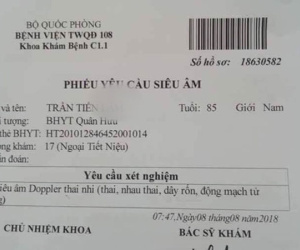 BỘ QUỐC PHÒNG
BỆNH VIỆN TWQĐ 108
Khoa Khám Bệnh C1.1
Số hồ sơ: 18630582
PHIẾU YÊU CẦU SIÊU ÂM
và tên: TRẦN TIẾN Tuổi: 85 Giới Nam
i tượng: BHYT Quân Hưu
thẻ BHYT: HT201012846452001014
òng khám: 17 (Ngoại Tiết Niệu)
ẩn đoán:
Yêu cầu xét nghiệm
iêu âm Doppler thai nhi (thai, nhau thai, dây rốn, động mạch tử
g)
07:47,Ngày08 tháng08 năm2018
CHỦ NHIỆM KHOA BÁC SỸ KHÁM